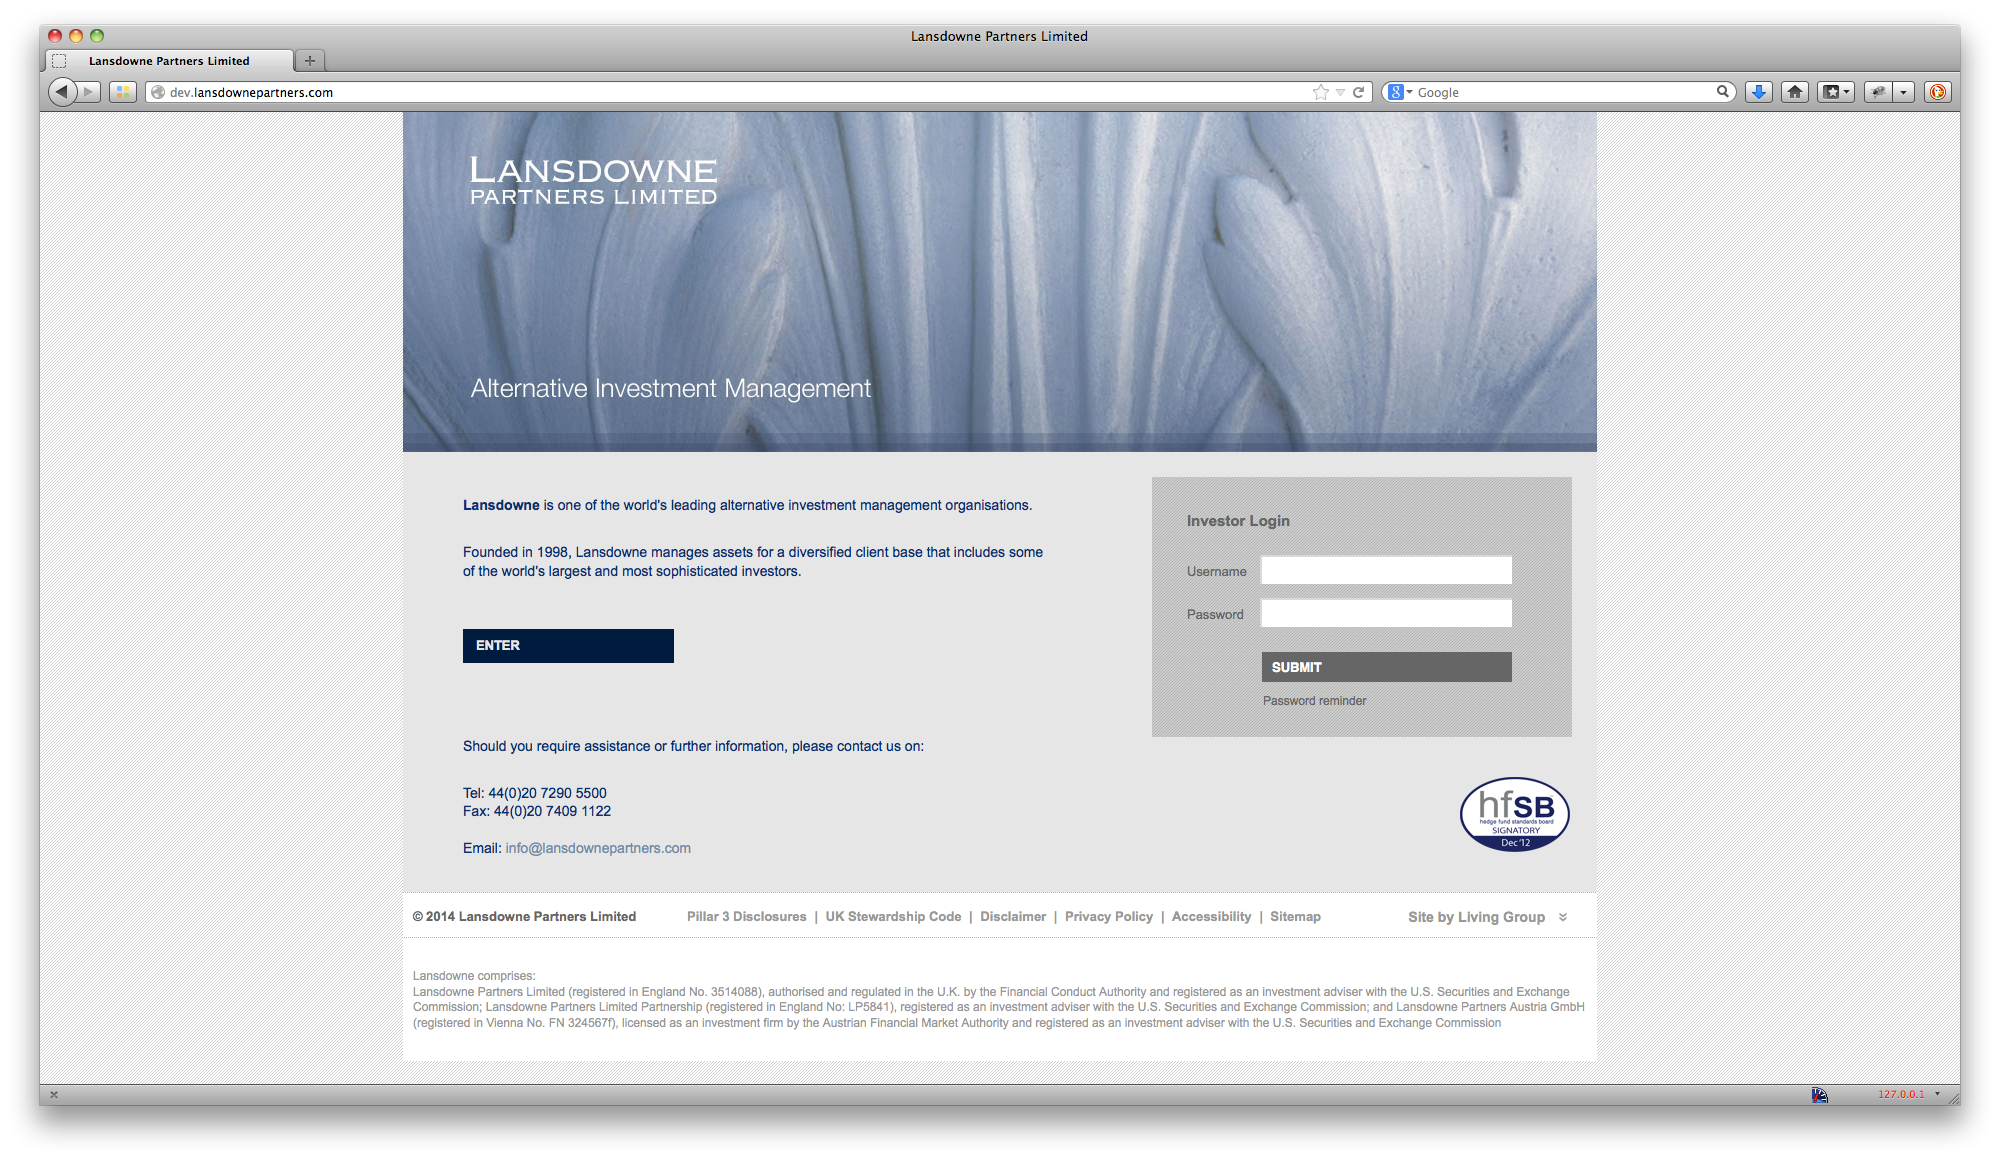 Lansdowne Partners Limited
Lansdowne Partners Limited
dev.lansdownepartners.com
Google
LANSDOWNE
PARTNERS LIMITED
Alternative Investment Management
Lansdowne is one of the world's leading alternative investment management organisations.
Founded in 1998, Lansdowne manages assets for a diversified client base that includes some
of the world's largest and most sophisticated investors.
ENTER
Should you require assistance or further information, please contact us on:
Tel: 44(0)20 7290 5500
Fax: 44(0)20 7409 1122
Email: info@lansdownepartners.com
Investor Login
Username
Password
SUBMIT
Password reminder
hfSB
hedge fund standards board
SIGNATORY
Dec'12
© 2014 Lansdowne Partners Limited Pillar 3 Disclosures | UK Stewardship Code | Disclaimer | Privacy Policy | Accessibility | Sitemap Site by Living Group
Lansdowne comprises:
Lansdowne Partners Limited (registered in England No. 3514088), authorised and regulated in the U.K. by the Financial Conduct Authority and registered as an investment adviser with the U.S. Securities and Exchange
Commission; Lansdowne Partners Limited Partnership (registered in England No: LP5841), registered as an investment adviser with the U.S. Securities and Exchange Commission; and Lansdowne Partners Austria GmbH
(registered in Vienna No. FN 324567f), licensed as an investment firm by the Austrian Financial Market Authority and registered as an investment adviser with the U.S. Securities and Exchange Commission
127.0.0.1